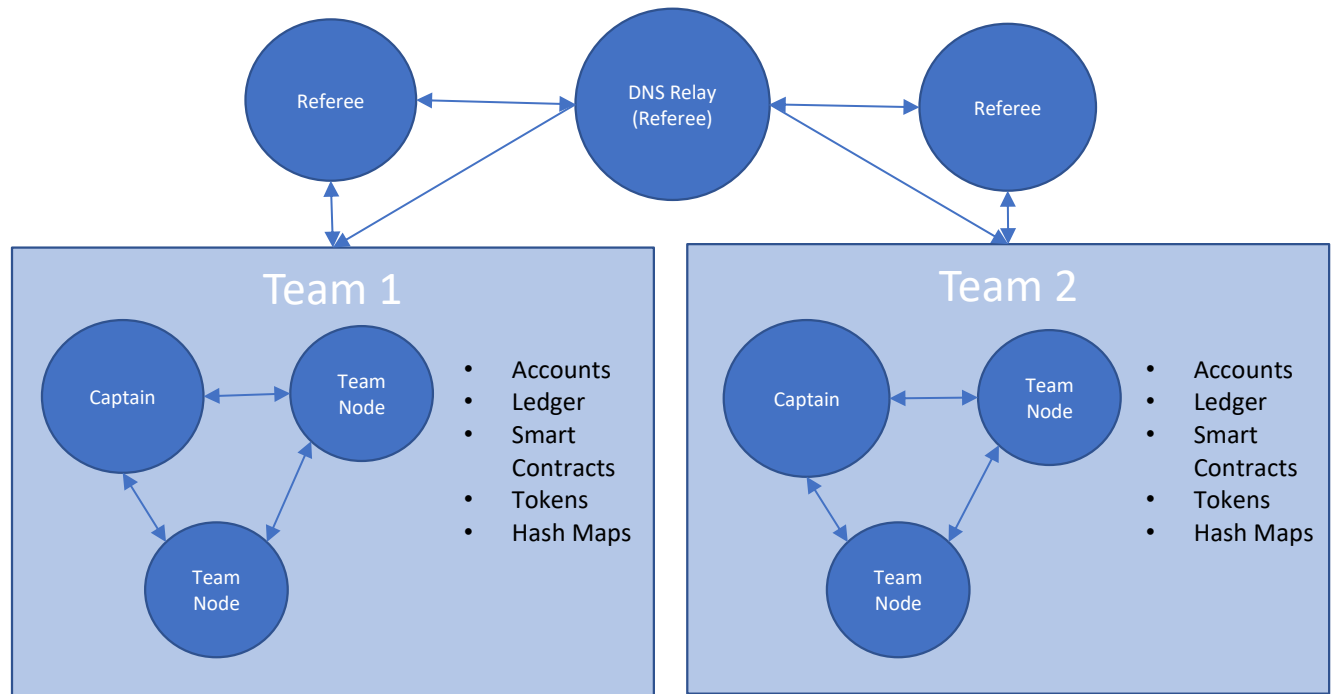 Referee
DNS Relay
(Referee)
Referee
Team 1
Captain
Team
Node
Team
Node
• Accounts
• Ledger
• Smart
Contracts
• Tokens
• Hash Maps
Team 2
Captain
Team
Node
Team
Node
• Accounts
• Ledger
• Smart
Contracts
• Tokens
• Hash Maps